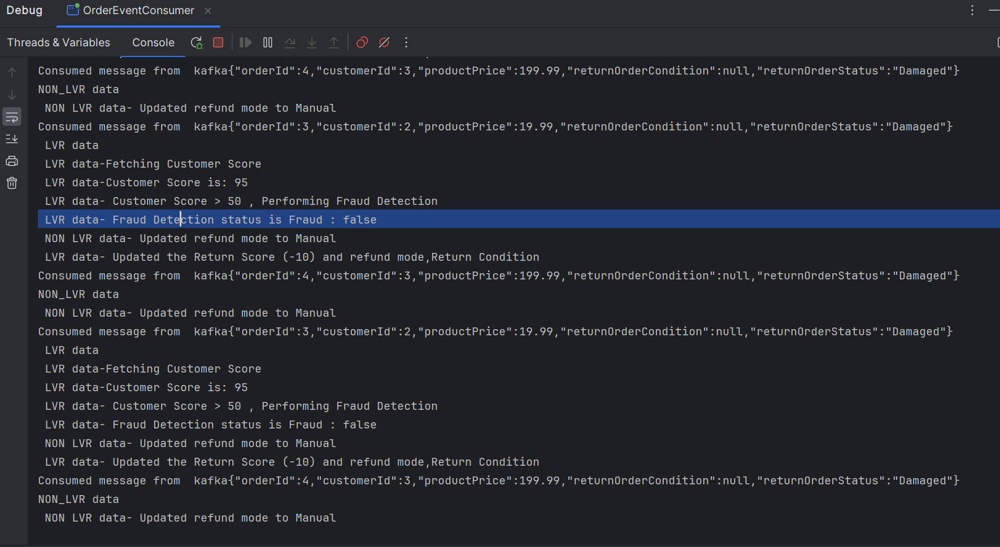 Debug OrderEventConsumer
Threads & Variables Console
Consumed message from  kafka{"orderId":4,"customerId":3,"productPrice":199.99,"returnOrderCondition":null,"returnOrderStatus":"Damaged"}
NON_LVR data
 NON LVR data- Updated refund mode to Manual
Consumed message from  kafka{"orderId":3,"customerId":2,"productPrice":19.99,"returnOrderCondition":null,"returnOrderStatus":"Damaged"}
 LVR data
 LVR data-Fetching Customer Score
 LVR data-Customer Score is: 95
 LVR data- Customer Score > 50 , Performing Fraud Detection
 LVR data- Fraud Detection status is Fraud : false
 NON LVR data- Updated refund mode to Manual
 LVR data- Updated the Return Score (-10) and refund mode,Return Condition
Consumed message from  kafka{"orderId":4,"customerId":3,"productPrice":199.99,"returnOrderCondition":null,"returnOrderStatus":"Damaged"}
NON_LVR data
 NON LVR data- Updated refund mode to Manual
Consumed message from  kafka{"orderId":3,"customerId":2,"productPrice":19.99,"returnOrderCondition":null,"returnOrderStatus":"Damaged"}
 LVR data
 LVR data-Fetching Customer Score
 LVR data-Customer Score is: 95
 LVR data- Customer Score > 50 , Performing Fraud Detection
 LVR data- Fraud Detection status is Fraud : false
 NON LVR data- Updated refund mode to Manual
 LVR data- Updated the Return Score (-10) and refund mode,Return Condition
Consumed message from  kafka{"orderId":4,"customerId":3,"productPrice":199.99,"returnOrderCondition":null,"returnOrderStatus":"Damaged"}
NON_LVR data
 NON LVR data- Updated refund mode to Manual